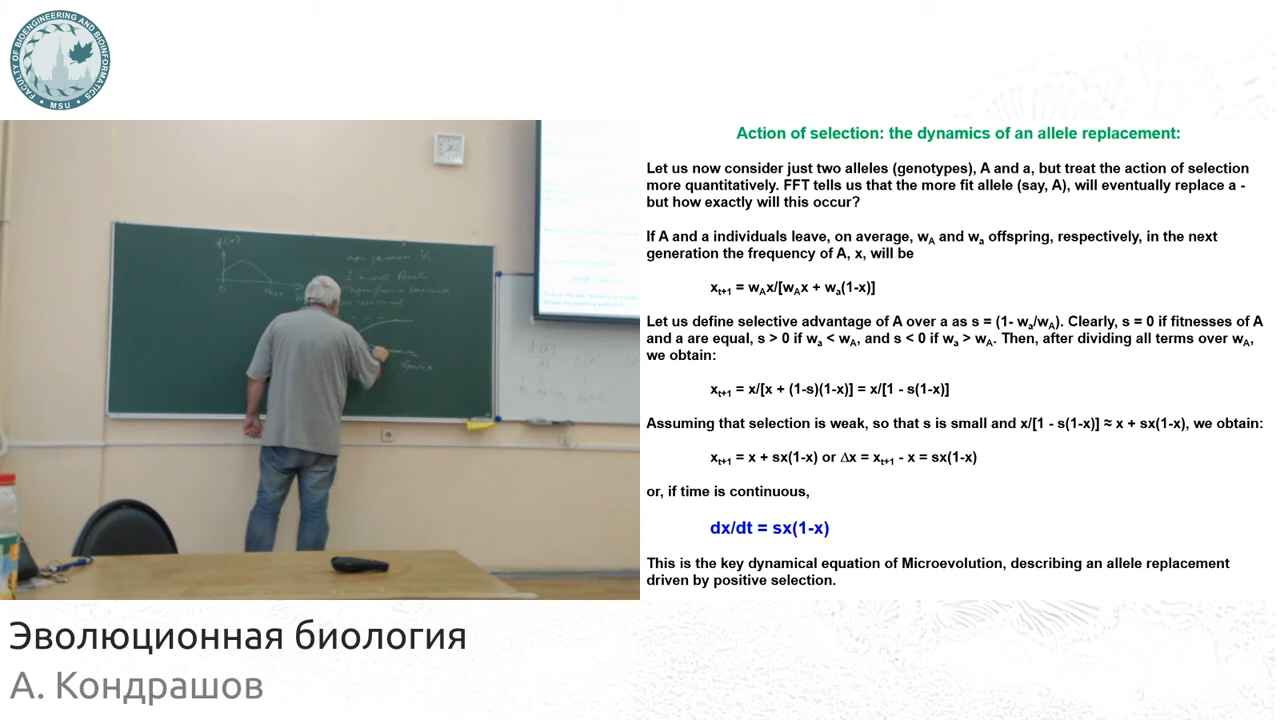 FACULTY OF BIOENGINEERING AND BIOINFORMATICS
• MSU •
f(x)
0
Action of selection: the dynamics of an allele replacement:
Let us now consider just two alleles (genotypes), A and a, but treat the action of selection
more quantitatively. FFT tells us that the more fit allele (say, A), will eventually replace a -
but how exactly will this occur?
If A and a individuals leave, on average, wA and wa offspring, respectively, in the next
generation the frequency of A, x, will be
xt+1 = wAx/[wAx + wa(1-x)]
Let us define selective advantage of A over a as s = (1- wa/wA). Clearly, s = 0 if fitnesses of A
and a are equal, s > 0 if wa < wA, and s < 0 if wa > wA. Then, after dividing all terms over wA,
we obtain:
xt+1 = x/[x + (1-s)(1-x)] = x/[1 - s(1-x)]
Assuming that selection is weak, so that s is small and x/[1 - s(1-x)] ≈ x + sx(1-x), we obtain:
xt+1 = x + sx(1-x) or Δx = xt+1 - x = sx(1-x)
or, if time is continuous,
dx/dt = sx(1-x)
This is the key dynamical equation of Microevolution, describing an allele replacement
driven by positive selection.
Эволюционная биология
А. Кондрашов